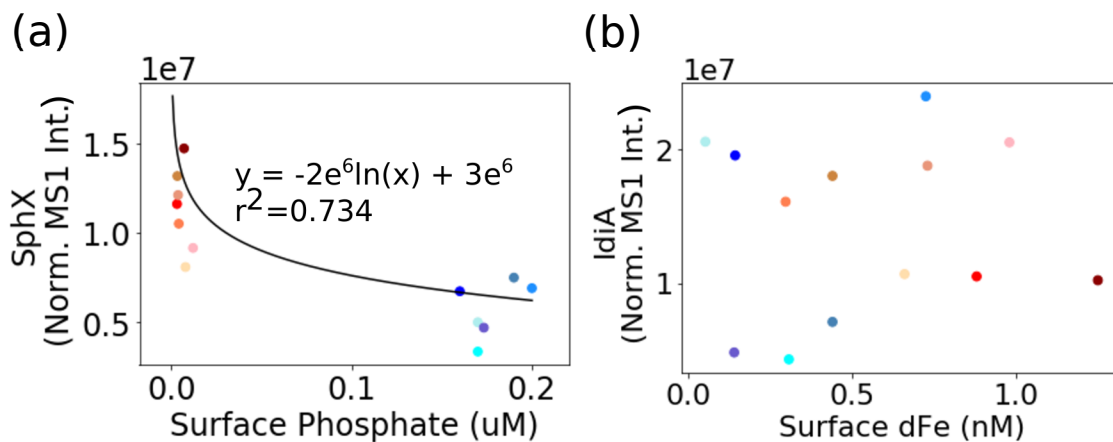 (a)
1e7
SphX
(Norm. MS1 Int.)
1.5
1.0
0.5
y = -2e⁶ln(x) + 3e⁶
r²=0.734
0.0
0.1
0.2
Surface Phosphate (uM)
(b)
1e7
IdiA
(Norm. MS1 Int.)
2
1
0.0
0.5
1.0
Surface dFe (nM)